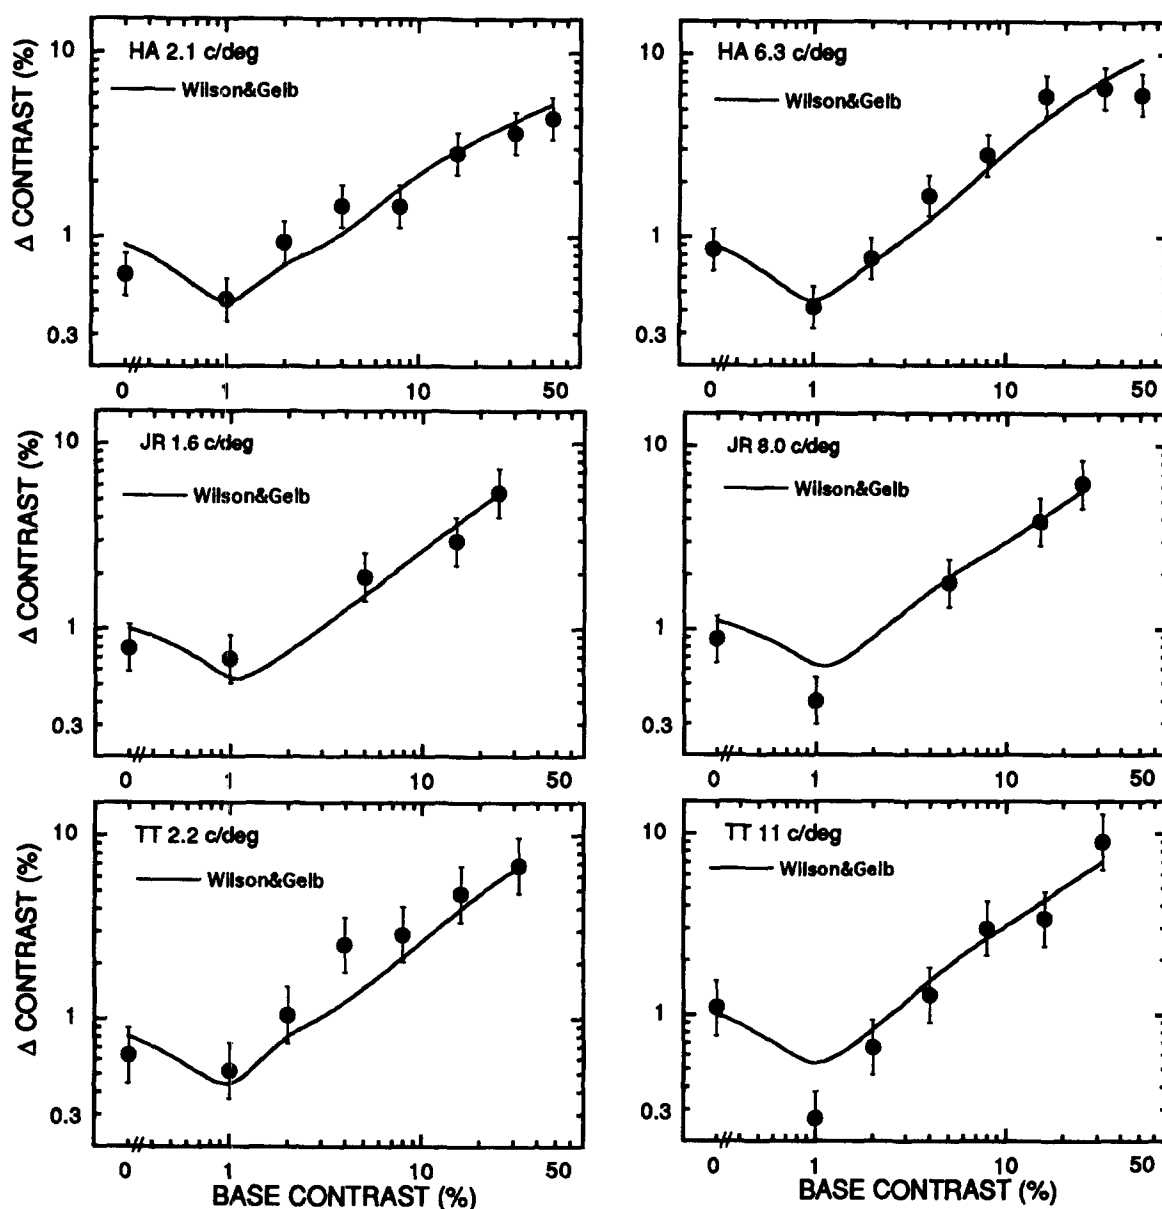 HA 2.1 c/deg
Wilson&Gelb
Δ CONTRAST (%)
10
1
0.3
0
1
10
50
HA 6.3 c/deg
Wilson&Gelb
10
1
0.3
0
1
10
50
JR 1.6 c/deg
Wilson&Gelb
Δ CONTRAST (%)
10
1
0.3
0
1
10
50
JR 8.0 c/deg
Wilson&Gelb
10
1
0.3
0
1
10
50
TT 2.2 c/deg
Wilson&Gelb
Δ CONTRAST (%)
10
1
0.3
0
1
10
50
BASE CONTRAST (%)
TT 11 c/deg
Wilson&Gelb
10
1
0.3
0
1
10
50
BASE CONTRAST (%)